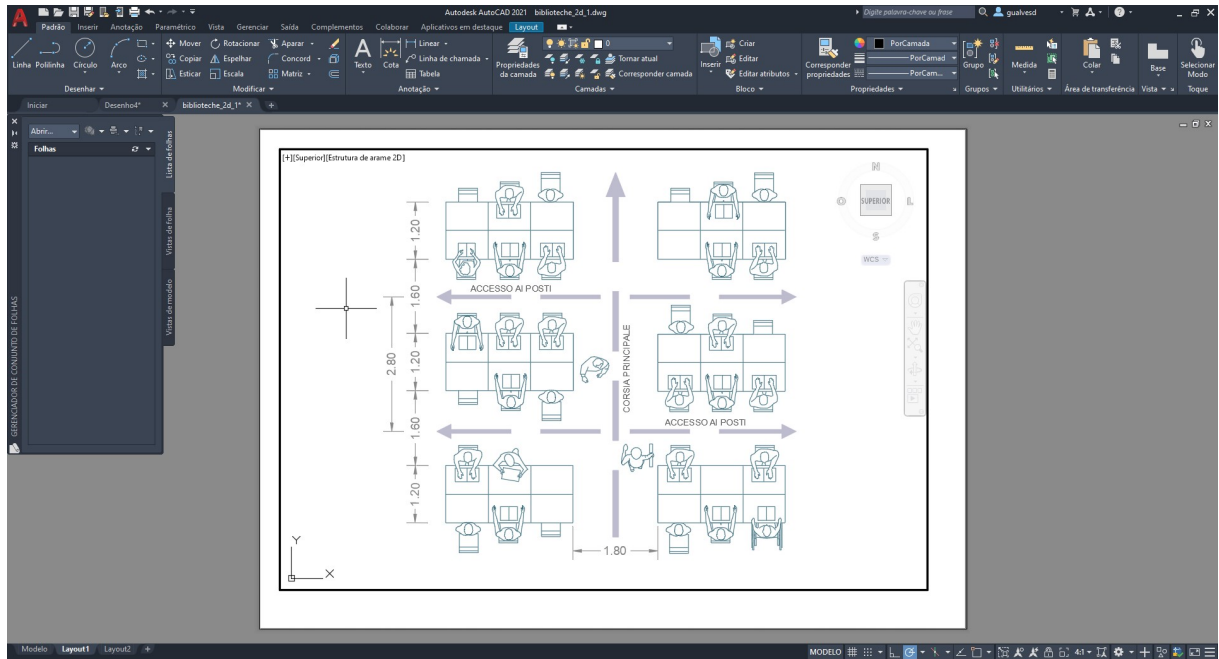 Autodesk AutoCAD 2021 biblioteche_2d_1.dwg
Digite palavra-chave ou frase
gualvesd
Padrão Inserir Anotação Paramétrico Vista Gerenciar Saída Complementos Colaborar Aplicativos em destaque Layout
Linha Polilinha Círculo Arco
Mover Rotacionar Aparar
Copiar Espelhar Concord
Esticar Escala Matriz
Texto Cota
Linear
Linha de chamada
Tabela
Propriedades da camada
0
Tornar atual
Corresponder camada
Inserir
Criar
Editar
Editar atributos
Corresponder propriedades
PorCamada
PorCamad
PorCam...
Grupo
Medida
Colar
Base
Selecionar Modo
Desenhar Modificar Anotação Camadas Bloco Propriedades Grupos Utilitários Área de transferência Vista Toque
Iniciar Desenho4* biblioteche_2d_1*
Abrir...
Folhas
Lista de folhas
Vistas de folha
Vistas de modelo
GERENCIADOR DE CONJUNTO DE FOLHAS
[+][Superior][Estrutura de arame 2D]
N
O SUPERIOR L
S
WCS
1.20
1.60
ACCESSO AI POSTI
2.80
1.20
CORSIA PRINCIPALE
1.60
ACCESSO AI POSTI
1.20
1.80
Y
X
Modelo Layout1 Layout2 +
MODELO
4:1